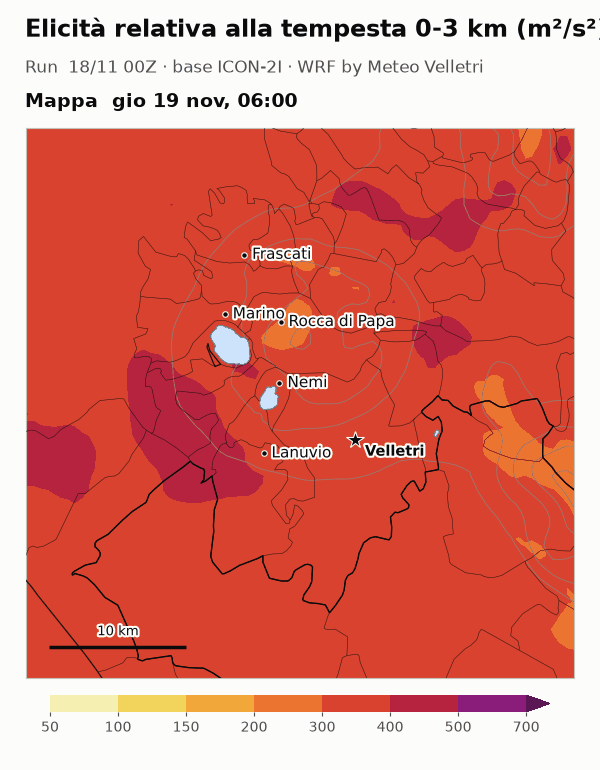 Elicità relativa alla tempesta 0-3 km (m²/s²)
Run  18/11 00Z · base ICON-2I · WRF by Meteo Velletri
Mappa  gio 19 nov, 06:00
Frascati
Marino
Rocca di Papa
Nemi
Velletri
Lanuvio
10 km
50 100 150 200 300 400 500 700